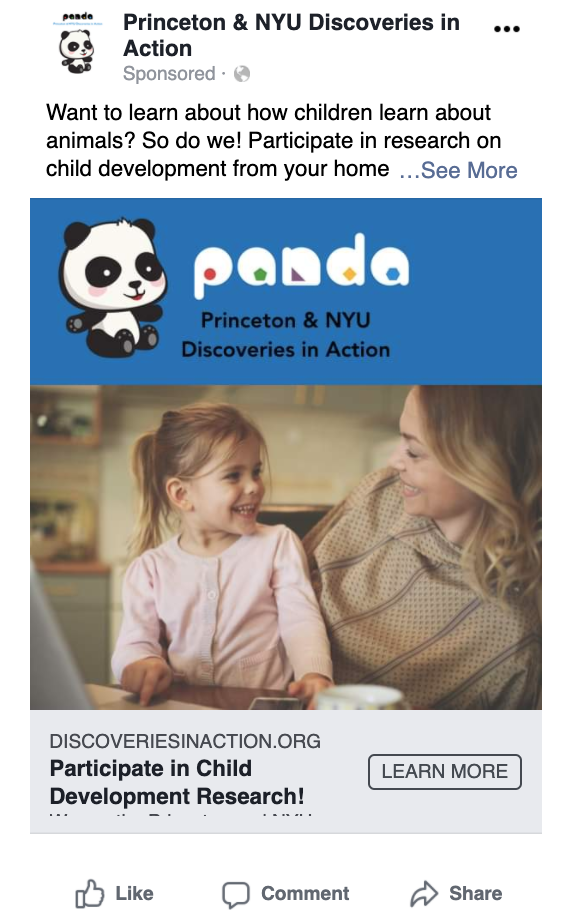 panda
Princeton & NYU Discoveries in
Action
Sponsored ·
Want to learn about how children learn about
animals? So do we! Participate in research on
child development from your home ...See More
panda
Princeton & NYU
Discoveries in Action
DISCOVERIESINACTION.ORG
Participate in Child
Development Research!
LEARN MORE
Like
Comment
Share